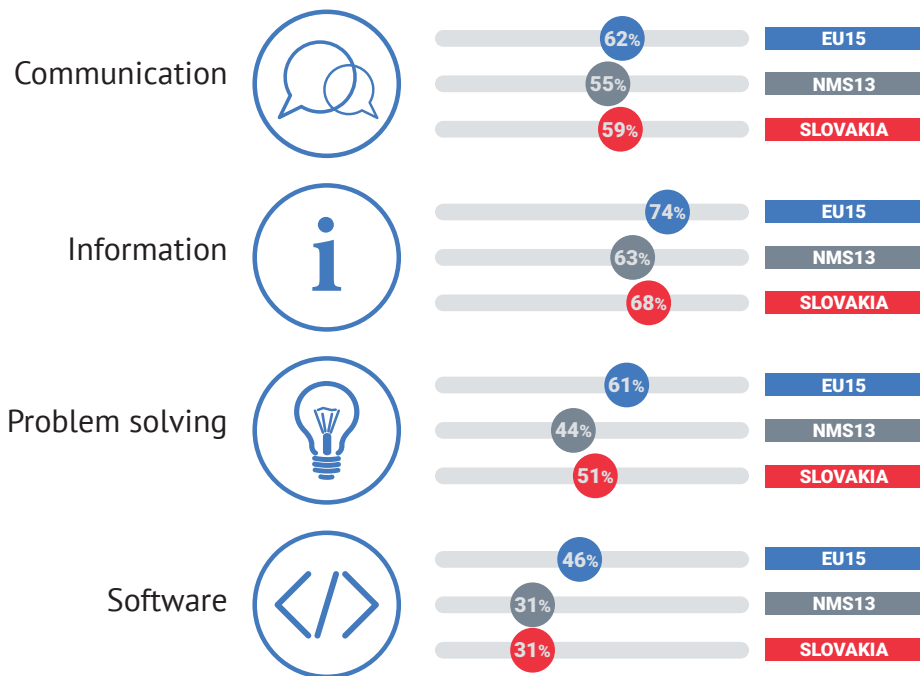 Communication
62% EU15
55% NMS13
59% SLOVAKIA
Information
i
74% EU15
63% NMS13
68% SLOVAKIA
Problem solving
61% EU15
44% NMS13
51% SLOVAKIA
Software
</>
46% EU15
31% NMS13
31% SLOVAKIA